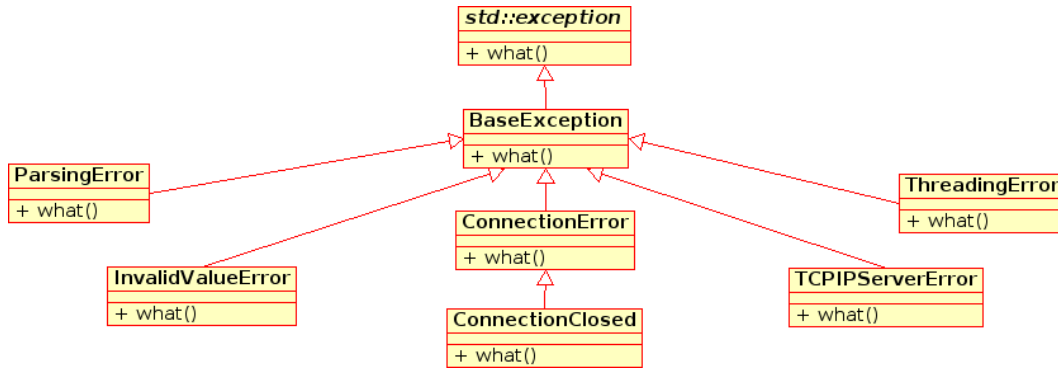 std::exception
+ what()
BaseException
+ what()
ParsingError
+ what()
ThreadingError
+ what()
ConnectionError
+ what()
InvalidValueError
+ what()
TCPIPServerError
+ what()
ConnectionClosed
+ what()